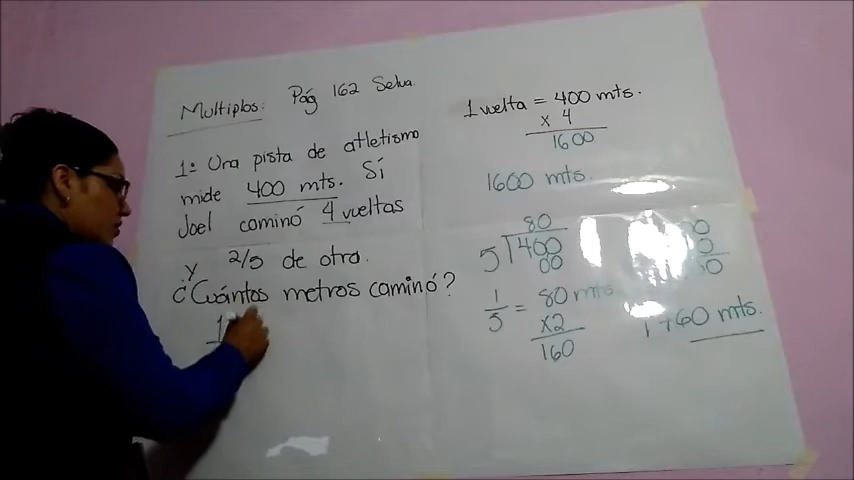 Multiplos: Pág 162 Selva.
1= Una pista de atletismo
mide 400 mts. Sí
Joel caminó 4 vueltas
y 2/5 de otra.
¿Cuántos metros caminó?
1
1 vuelta = 400 mts.
x 4
1600
1600 mts.
80
5 400
00
1/5 = 80 mts
x2
160
1760 mts.